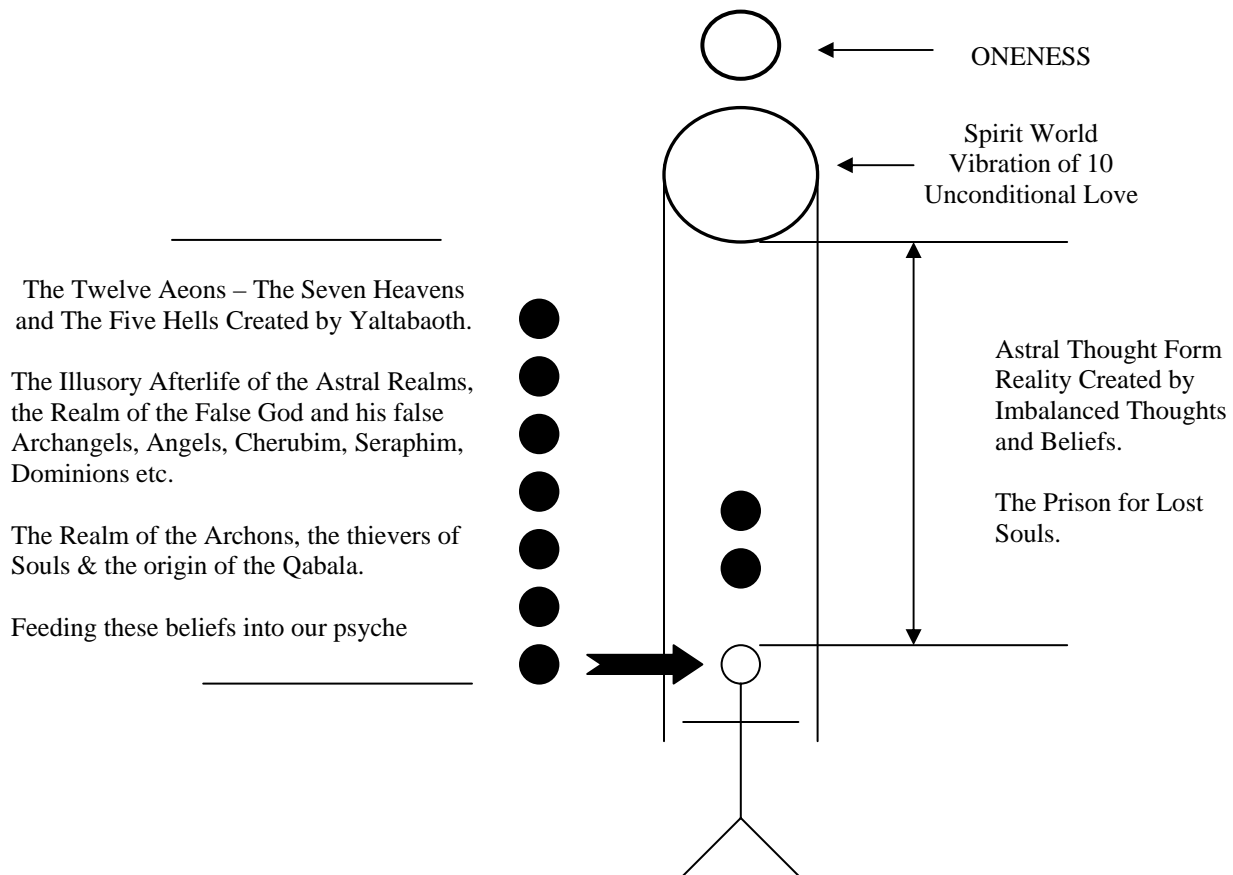 ONENESS
Spirit World
Vibration of 10
Unconditional Love
The Twelve Aeons – The Seven Heavens
and The Five Hells Created by Yaltabaoth.
The Illusory Afterlife of the Astral Realms,
the Realm of the False God and his false
Archangels, Angels, Cherubim, Seraphim,
Dominions etc.
The Realm of the Archons, the thievers of
Souls & the origin of the Qabala.
Feeding these beliefs into our psyche
Astral Thought Form
Reality Created by
Imbalanced Thoughts
and Beliefs.
The Prison for Lost
Souls.